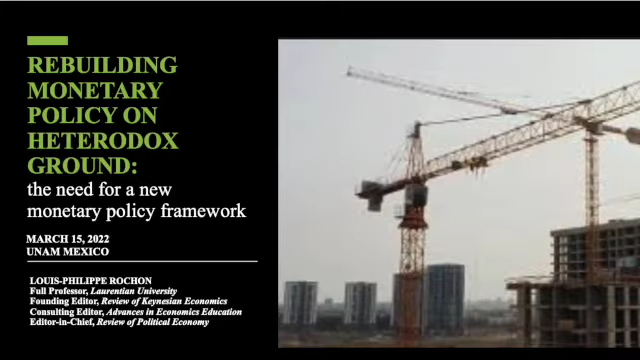 REBUILDING
MONETARY
POLICY ON
HETERODOX
GROUND:
the need for a new
monetary policy framework
MARCH 15, 2022
UNAM MEXICO
LOUIS-PHILIPPE ROCHON
Full Professor, Laurentian University
Founding Editor, Review of Keynesian Economics
Consulting Editor, Advances in Economics Education
Editor-in-Chief, Review of Political Economy